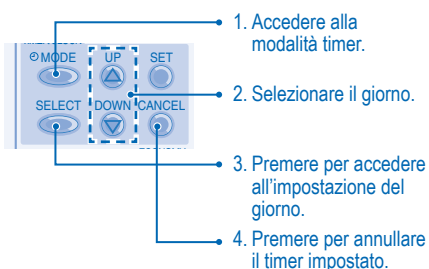 MODE UP SET
SELECT DOWN CANCEL
1. Accedere alla
modalità timer.
2. Selezionare il giorno.
3. Premere per accedere
all'impostazione del
giorno.
4. Premere per annullare
il timer impostato.